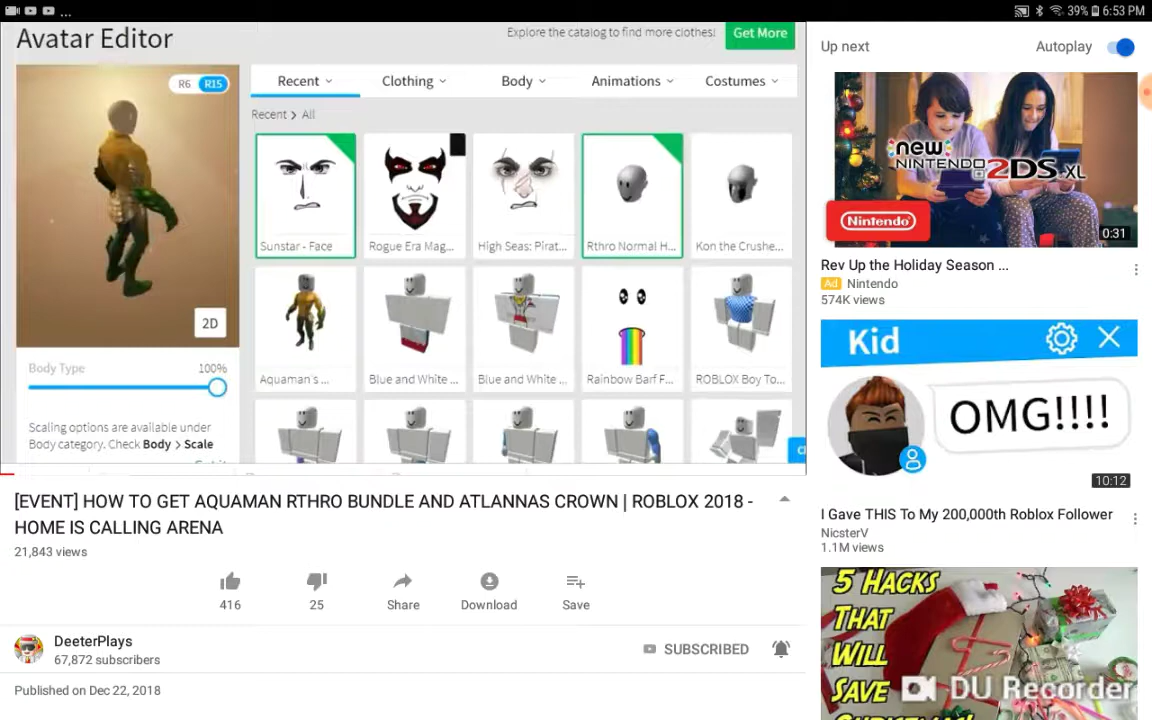 ...
39% 6:53 PM
Avatar Editor
Explore the catalog to find more clothes!
Get More
R6 R15
Recent Clothing Body Animations Costumes
Recent > All
Sunstar - Face
Rogue Era Mag...
High Seas: Pirat...
Rthro Normal H...
Kon the Crushe...
2D
Aquaman's ...
Blue and White ...
Blue and White ...
Rainbow Barf F...
ROBLOX Boy To...
Body Type 100%
Scaling options are available under
Body category. Check Body > Scale
[EVENT] HOW TO GET AQUAMAN RTHRO BUNDLE AND ATLANNAS CROWN | ROBLOX 2018 -
HOME IS CALLING ARENA
21,843 views
416
25
Share
Download
Save
DeeterPlays
67,872 subscribers
SUBSCRIBED
Published on Dec 22, 2018
Up next
Autoplay
new
NINTENDO 2DS XL
Nintendo
0:31
Rev Up the Holiday Season ...
Ad Nintendo
574K views
Kid
OMG!!!!
10:12
I Gave THIS To My 200,000th Roblox Follower
NicsterV
1.1M views
5 HACKS
THAT
WILL
SAVE
DU Recorder